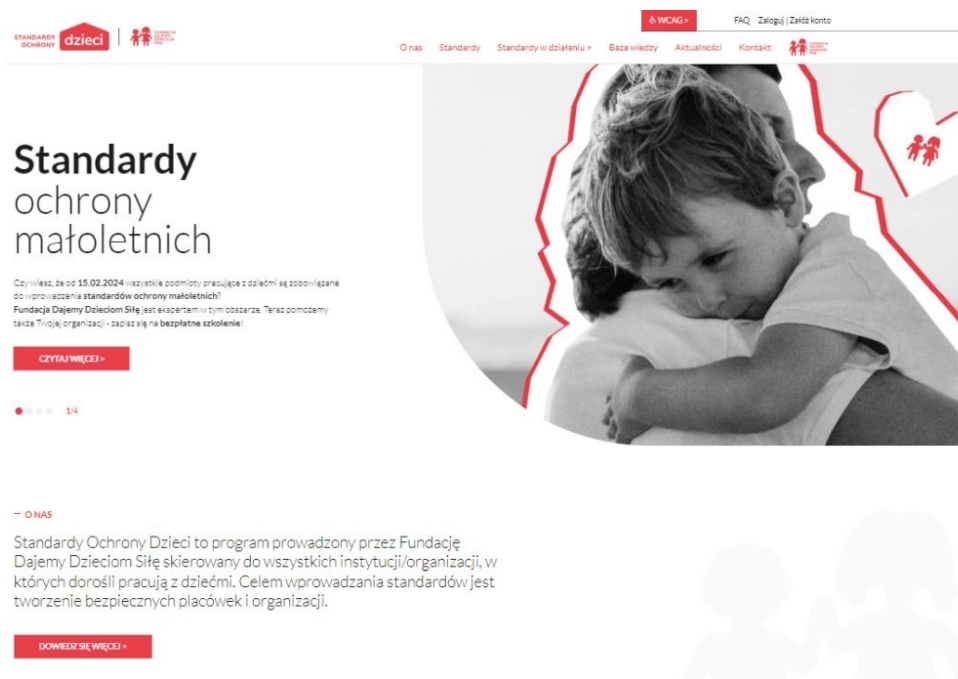 WCAG >
FAQ Zaloguj | Załóż konto
STANDARDY
OCHRONY
dzieci
O nas Standardy Standardy w działaniu > Baza wiedzy Aktualności Kontakt
Standardy
ochrony
małoletnich
Czy wiesz, że od 15.02.2024 wszystkie podmioty pracujące z dziećmi są zobowiązane
do wprowadzenia standardów ochrony małoletnich?
Fundacja Dajemy Dzieciom Siłę jest ekspertem w tym obszarze. Teraz pomożemy
także Twojej organizacji - zapisz się na bezpłatne szkolenie!
CZYTAJ WIĘCEJ >
1/4
— O NAS
Standardy Ochrony Dzieci to program prowadzony przez Fundację
Dajemy Dzieciom Siłę skierowany do wszystkich instytucji/organizacji, w
których dorośli pracują z dziećmi. Celem wprowadzania standardów jest
tworzenie bezpiecznych placówek i organizacji.
DOWIEDZ SIĘ WIĘCEJ >